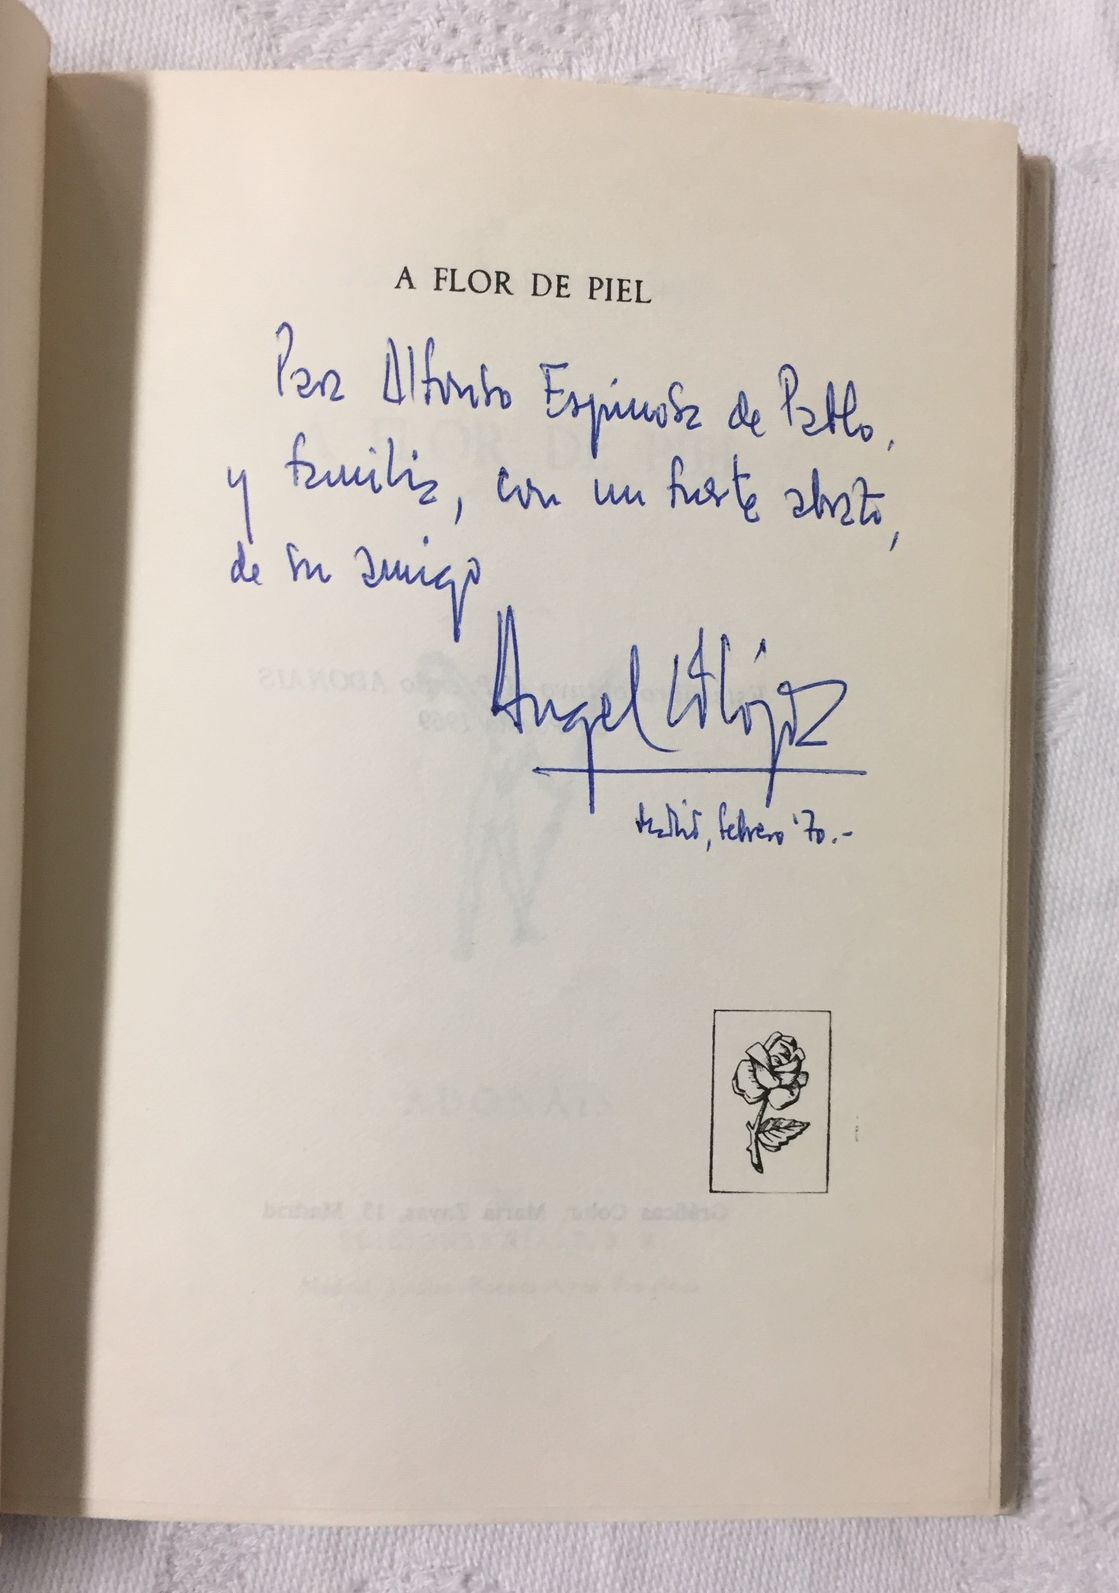 A FLOR DE PIEL
Para Alfonso Espinosa de Pablo,
y familia, con un fuerte abrazo,
de su amigo
Angel
Madrid, febrero '70.-